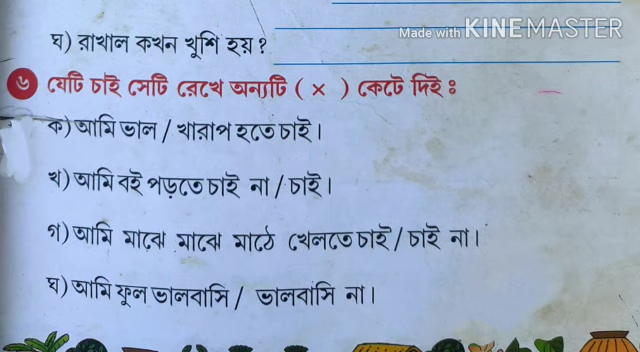 Made with KINEMASTER
ঘ) রাখাল কখন খুশি হয় ?
৬ যেটি চাই সেটি রেখে অন্যটি ( × ) কেটে দিই ঃ
ক) আমি ভাল / খারাপ হতে চাই।
খ) আমি বই পড়তে চাই না / চাই।
গ) আমি মাঝে মাঝে মাঠে খেলতে চাই / চাই না।
ঘ) আমি ফুল ভালবাসি / ভালবাসি না।